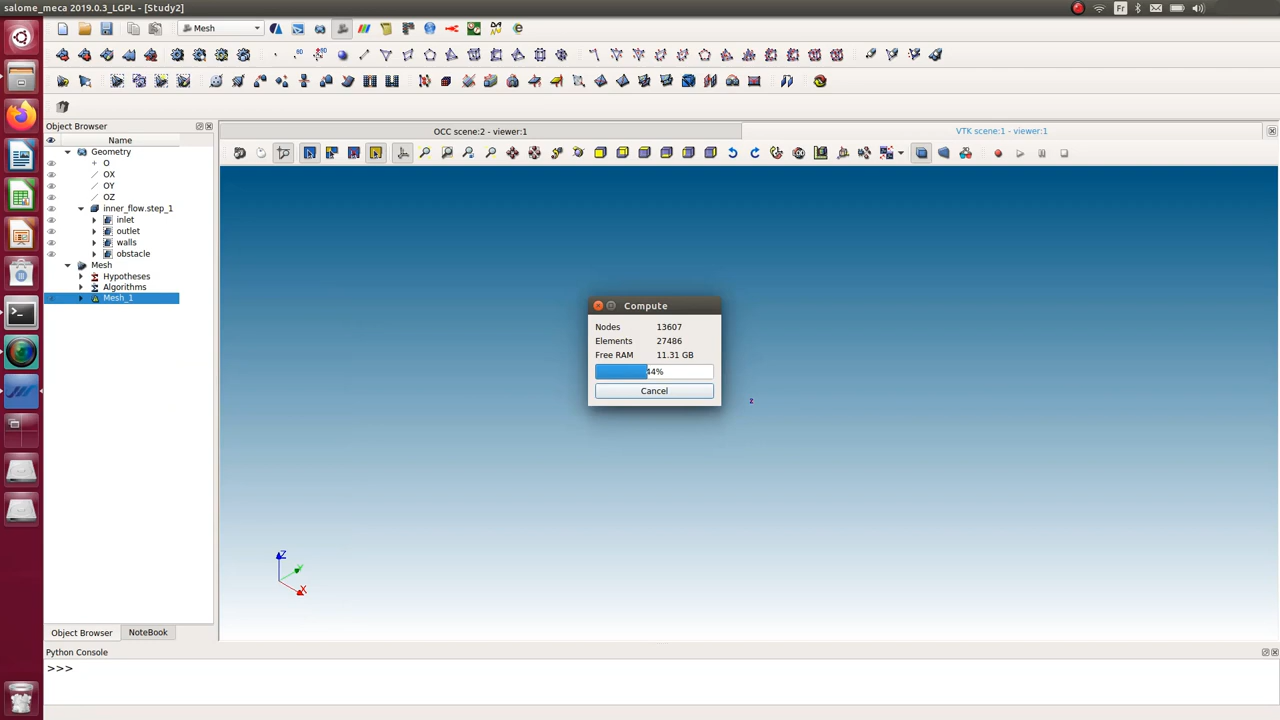 salome_meca 2019.0.3_LGPL - [Study2]
Fr
Mesh
Object Browser
OCC scene:2 - viewer:1
VTK scene:1 - viewer:1
Name
Geometry
O
OX
OY
OZ
inner_flow.step_1
inlet
outlet
walls
obstacle
Mesh
Hypotheses
Algorithms
Mesh_1
Compute
Nodes 13607
Elements 27486
Free RAM 11.31 GB
44%
Cancel
z
Z
X
Object Browser
NoteBook
Python Console
>>>